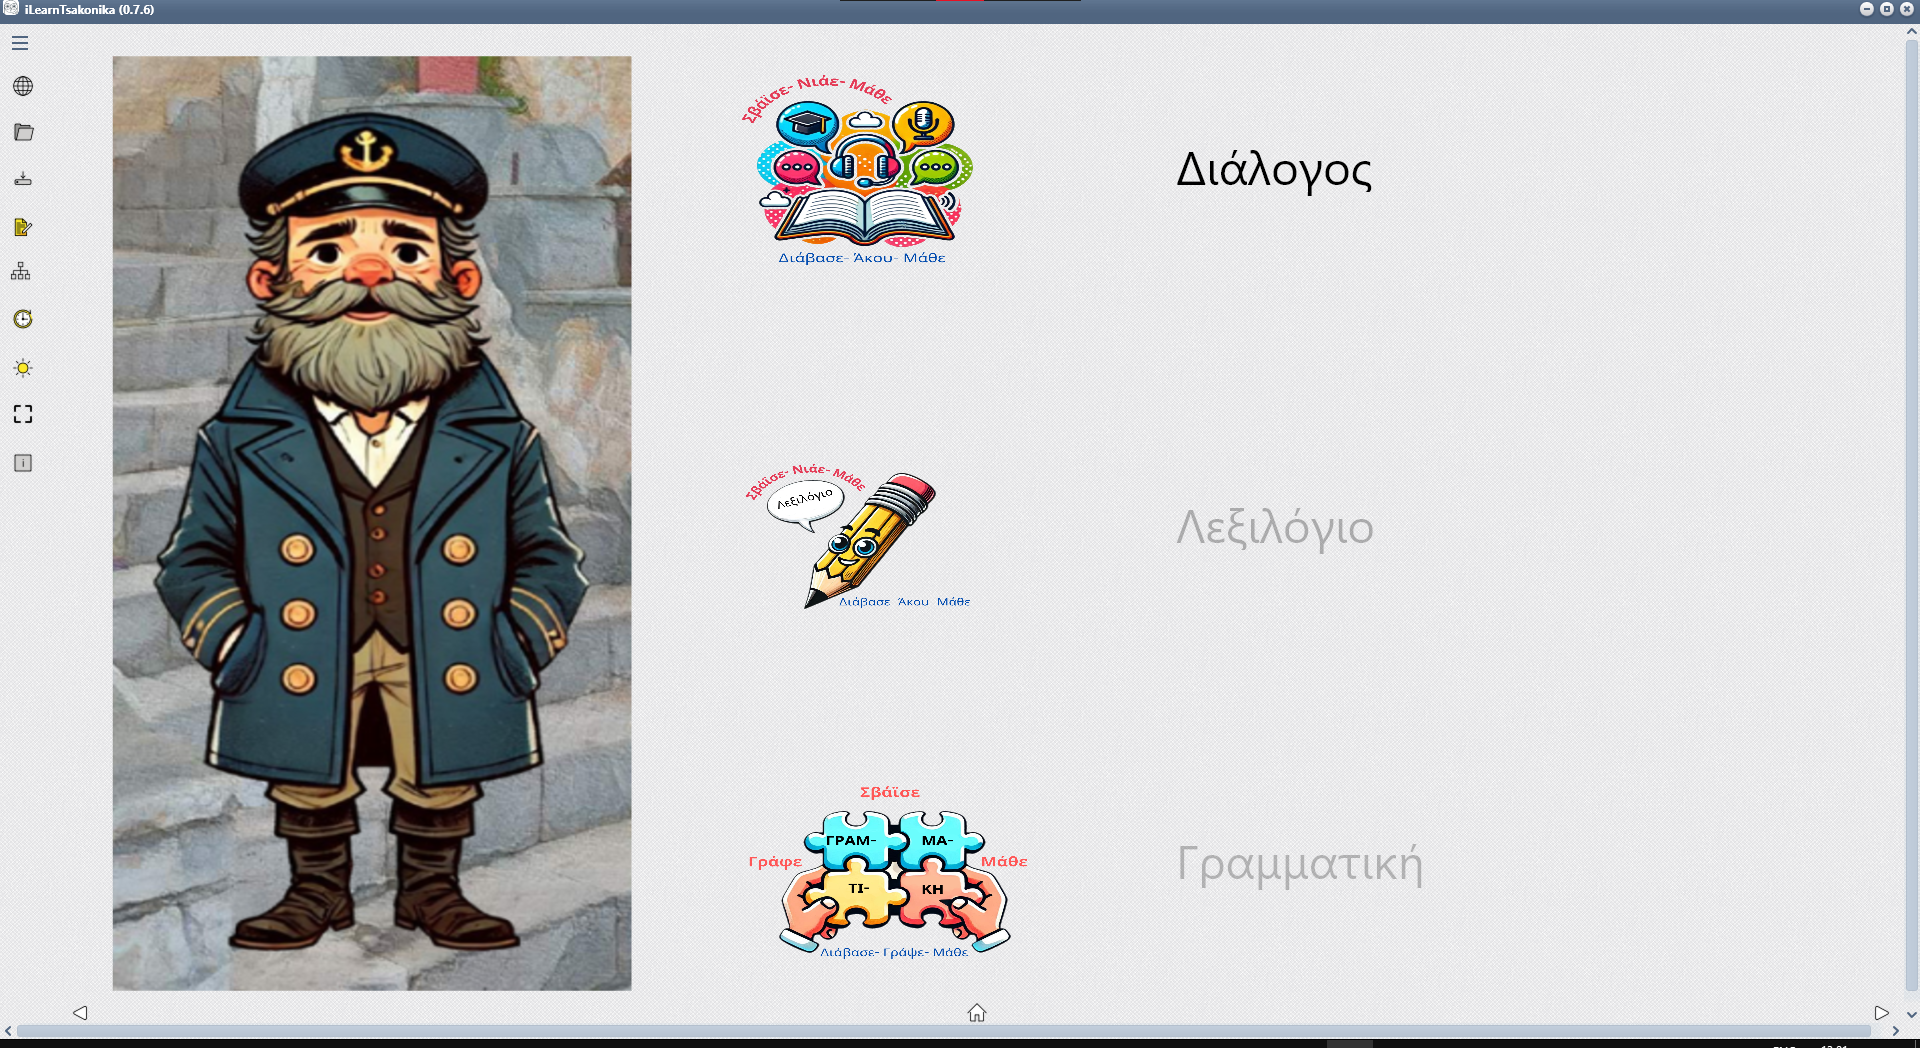 iLearnTsakonika (0.7.6)
Σβάϊσε- Νιάε- Μάθε
Διάβασε- Άκου- Μάθε
Διάλογος
Σβάϊσε- Νιάε- Μάθε
Λεξιλόγιο
Διάβασε Άκου Μάθε
Λεξιλόγιο
Σβάϊσε
ΓΡΑΜ- ΜΑ-
Γράφε Μάθε
ΤΙ- ΚΗ
Διάβασε- Γράψε- Μάθε
Γραμματική